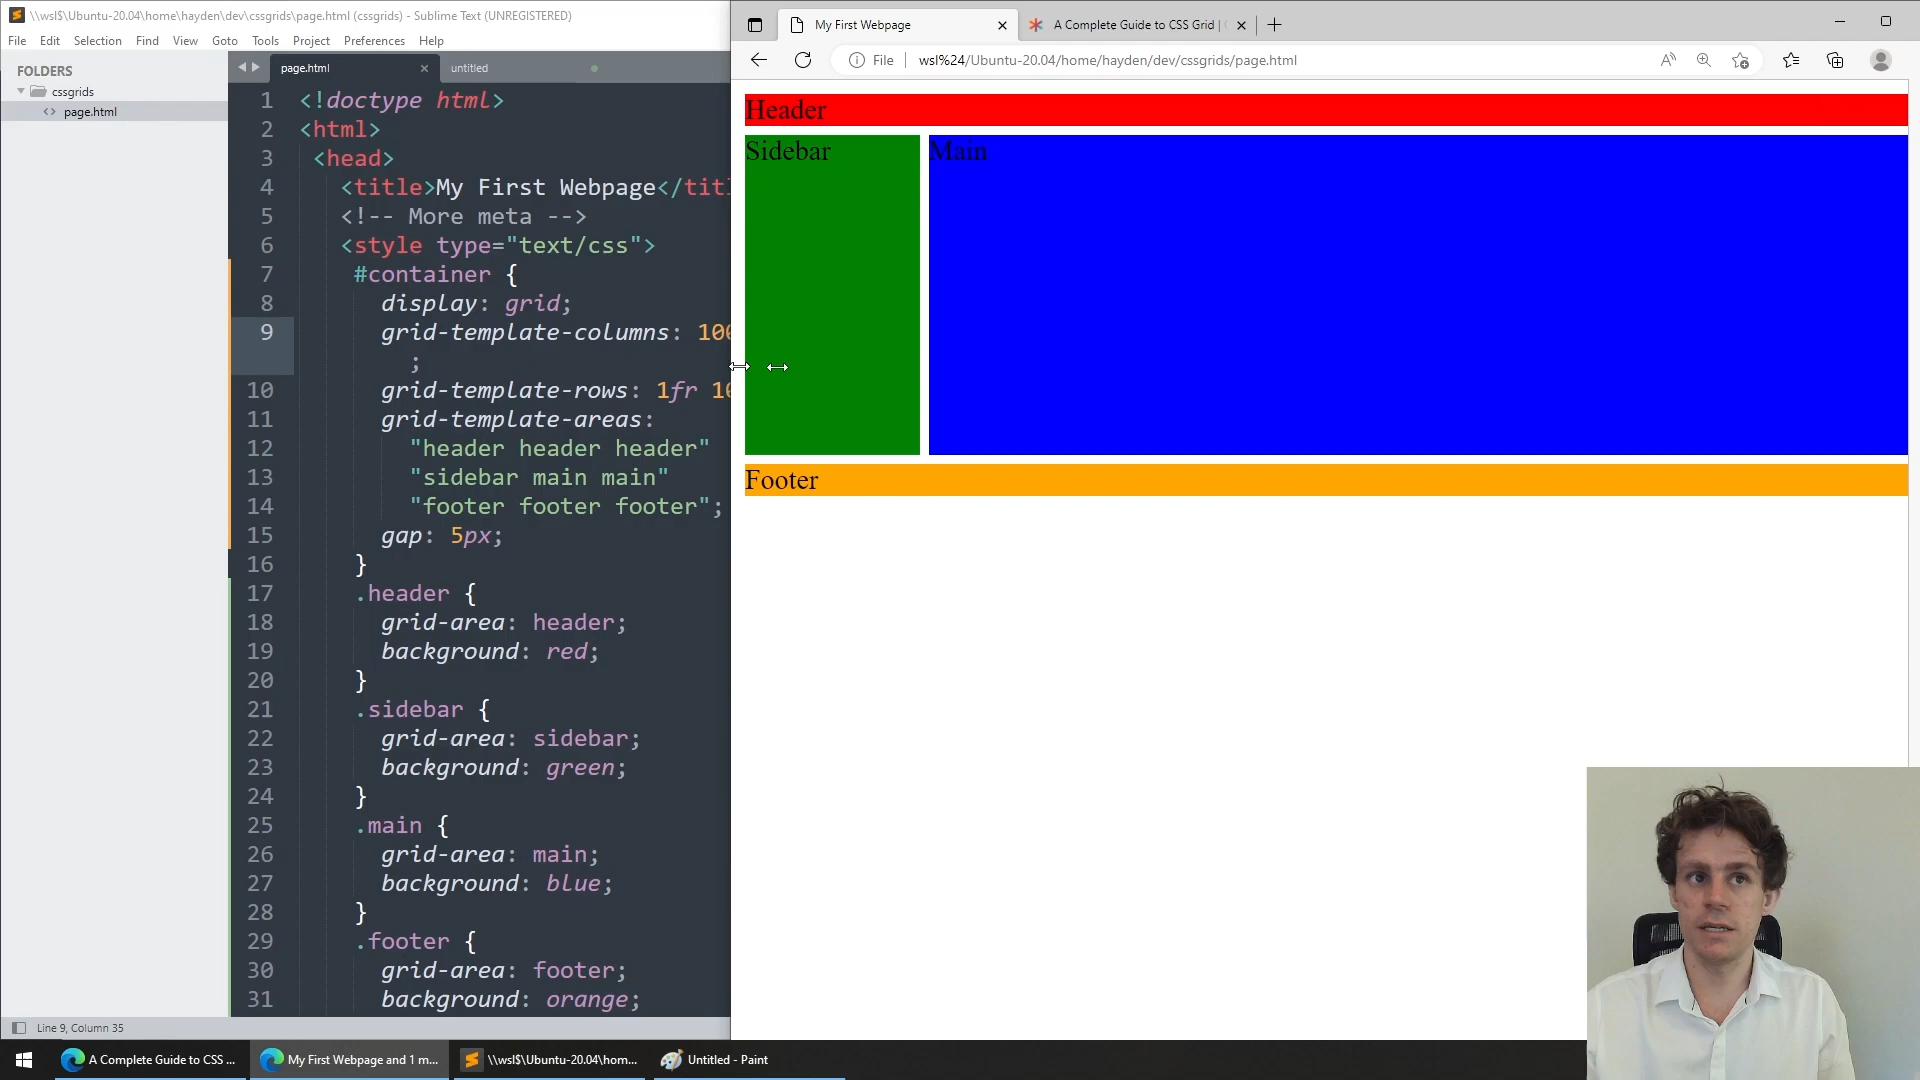 \\wsl$\Ubuntu-20.04\home\hayden\dev\cssgrids\page.html (cssgrids) - Sublime Text (UNREGISTERED)
File Edit Selection Find View Goto Tools Project Preferences Help
FOLDERS
cssgrids
page.html
page.html untitled
1 <!doctype html>
2 <html>
3 <head>
4 <title>My First Webpage</titl
5 <!-- More meta -->
6 <style type="text/css">
7 #container {
8 display: grid;
9 grid-template-columns: 100
;
10 grid-template-rows: 1fr 10
11 grid-template-areas:
12 "header header header"
13 "sidebar main main"
14 "footer footer footer";
15 gap: 5px;
16 }
17 .header {
18 grid-area: header;
19 background: red;
20 }
21 .sidebar {
22 grid-area: sidebar;
23 background: green;
24 }
25 .main {
26 grid-area: main;
27 background: blue;
28 }
29 .footer {
30 grid-area: footer;
31 background: orange;
Line 9, Column 35
My First Webpage
A Complete Guide to CSS Grid |
File wsl%24/Ubuntu-20.04/home/hayden/dev/cssgrids/page.html
Header
Sidebar
Main
Footer
A Complete Guide to CSS ...
My First Webpage and 1 m...
\\wsl$\Ubuntu-20.04\hom...
Untitled - Paint